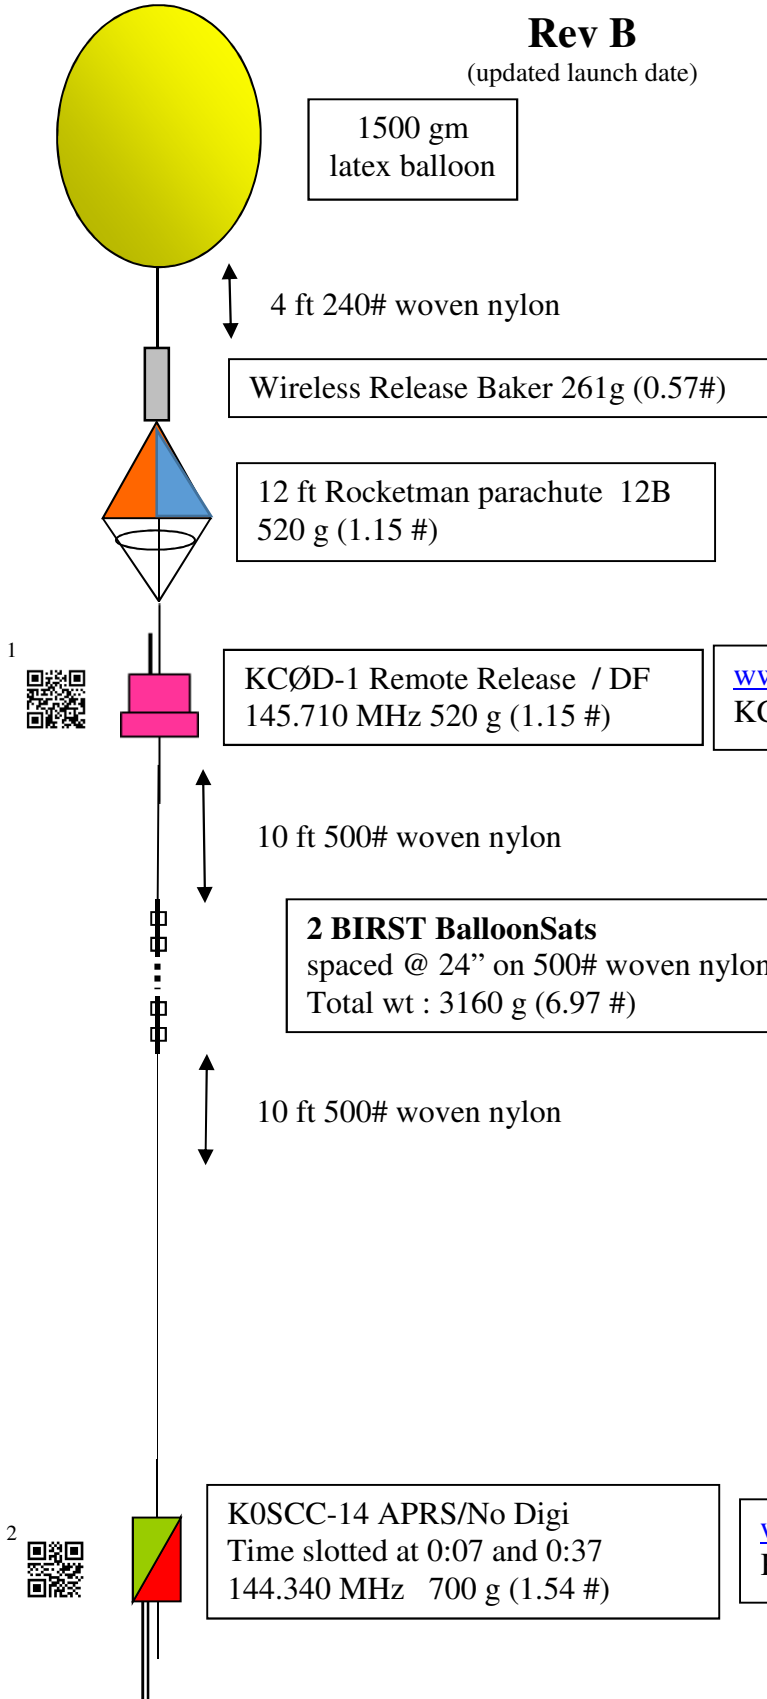 Rev B
(updated launch date)
1500 gm
latex balloon
4 ft 240# woven nylon
Wireless Release Baker 261g (0.57#)
12 ft Rocketman parachute 12B
520 g (1.15 #)
1
KCØD-1 Remote Release / DF
145.710 MHz 520 g (1.15 #)
10 ft 500# woven nylon
2 BIRST BalloonSats
spaced @ 24” on 500# woven nylon
Total wt : 3160 g (6.97 #)
10 ft 500# woven nylon
2
K0SCC-14 APRS/No Digi
Time slotted at 0:07 and 0:37
144.340 MHz 700 g (1.54 #)